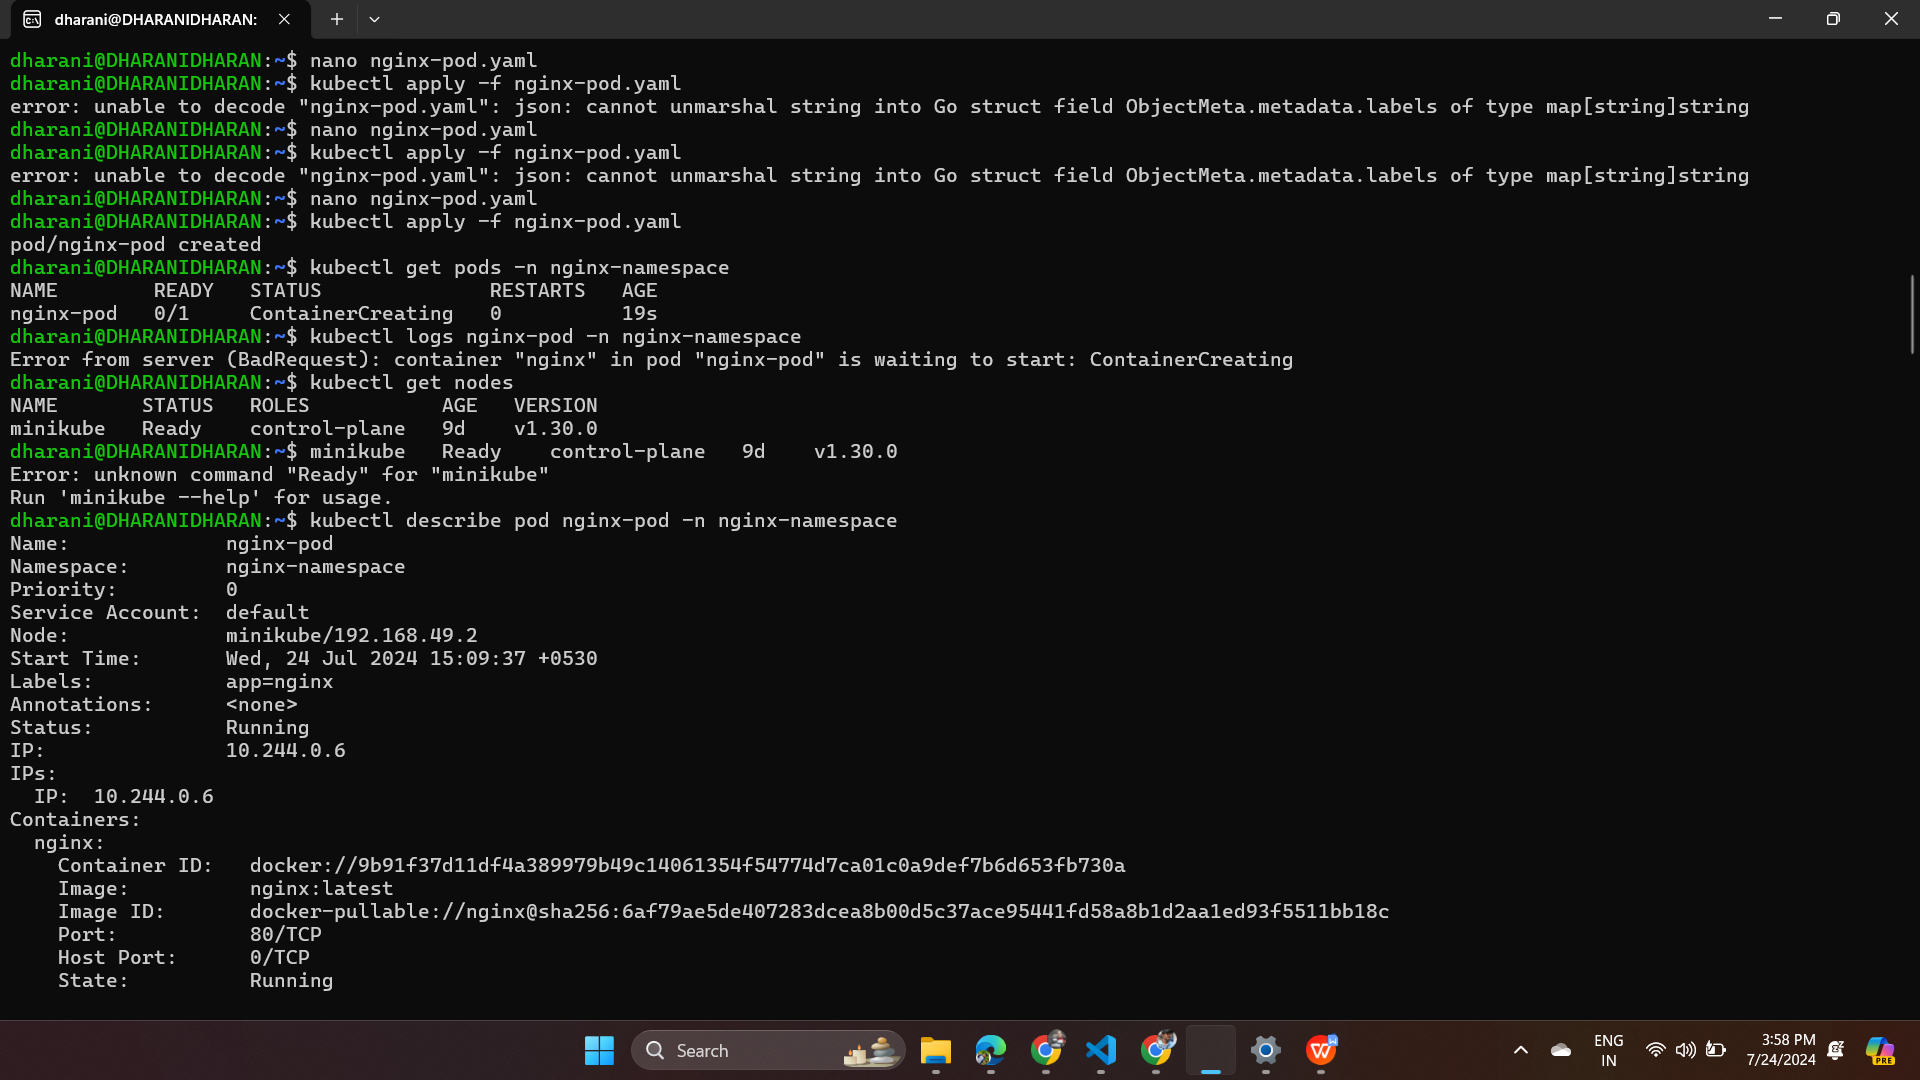 dharani@DHARANIDHARAN:
dharani@DHARANIDHARAN:~$ nano nginx-pod.yaml
dharani@DHARANIDHARAN:~$ kubectl apply -f nginx-pod.yaml
error: unable to decode "nginx-pod.yaml": json: cannot unmarshal string into Go struct field ObjectMeta.metadata.labels of type map[string]string
dharani@DHARANIDHARAN:~$ nano nginx-pod.yaml
dharani@DHARANIDHARAN:~$ kubectl apply -f nginx-pod.yaml
error: unable to decode "nginx-pod.yaml": json: cannot unmarshal string into Go struct field ObjectMeta.metadata.labels of type map[string]string
dharani@DHARANIDHARAN:~$ nano nginx-pod.yaml
dharani@DHARANIDHARAN:~$ kubectl apply -f nginx-pod.yaml
pod/nginx-pod created
dharani@DHARANIDHARAN:~$ kubectl get pods -n nginx-namespace
NAME        READY   STATUS              RESTARTS   AGE
nginx-pod   0/1     ContainerCreating   0          19s
dharani@DHARANIDHARAN:~$ kubectl logs nginx-pod -n nginx-namespace
Error from server (BadRequest): container "nginx" in pod "nginx-pod" is waiting to start: ContainerCreating
dharani@DHARANIDHARAN:~$ kubectl get nodes
NAME       STATUS   ROLES           AGE   VERSION
minikube   Ready    control-plane   9d    v1.30.0
dharani@DHARANIDHARAN:~$ minikube   Ready    control-plane   9d    v1.30.0
Error: unknown command "Ready" for "minikube"
Run 'minikube --help' for usage.
dharani@DHARANIDHARAN:~$ kubectl describe pod nginx-pod -n nginx-namespace
Name:             nginx-pod
Namespace:        nginx-namespace
Priority:         0
Service Account:  default
Node:             minikube/192.168.49.2
Start Time:       Wed, 24 Jul 2024 15:09:37 +0530
Labels:           app=nginx
Annotations:      <none>
Status:           Running
IP:               10.244.0.6
IPs:
  IP:  10.244.0.6
Containers:
  nginx:
    Container ID:   docker://9b91f37d11df4a389979b49c14061354f54774d7ca01c0a9def7b6d653fb730a
    Image:          nginx:latest
    Image ID:       docker-pullable://nginx@sha256:6af79ae5de407283dcea8b00d5c37ace95441fd58a8b1d2aa1ed93f5511bb18c
    Port:           80/TCP
    Host Port:      0/TCP
    State:          Running
Search
ENG
IN
3:58 PM
7/24/2024
PRE